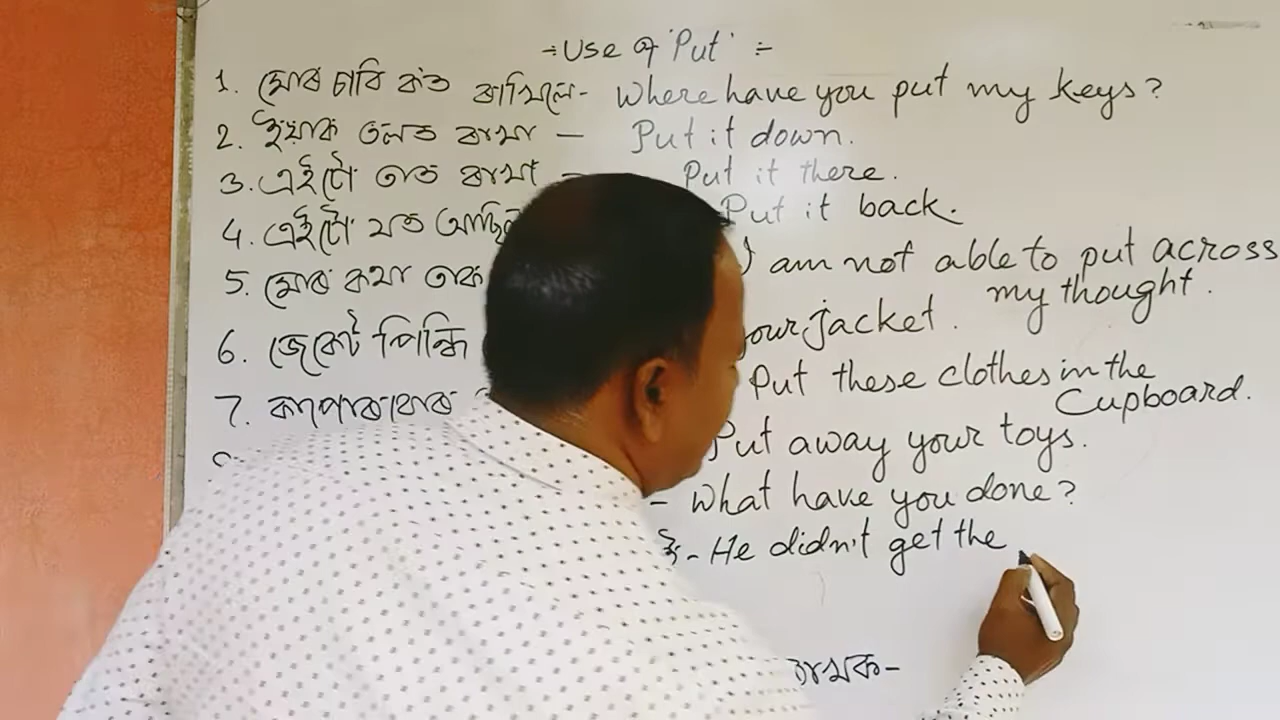 ÷ Use of 'Put' ÷
1. মোৰ চাবি ক'ত ৰাখিলে - Where have you put my keys?
2. ইয়াক তলত ৰাখা — Put it down.
3. এইটো তাত ৰাখা — Put it there.
4. এইটো য'ত আছিল Put it back.
5. মোৰ কথা তাক I am not able to put across
my thought.
6. জেকেট পিন্ধি your jacket.
7. কাপোৰবোৰ Put these clothes in the
Cupboard.
Put away your toys.
- What have you done?
- He didn't get the